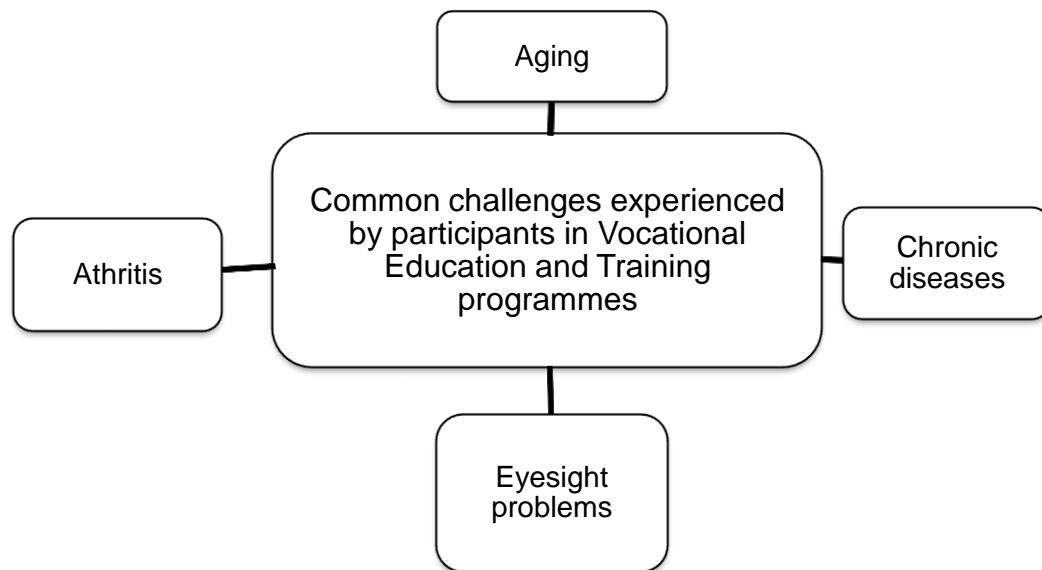 Aging
Common challenges experienced
by participants in Vocational
Education and Training
programmes
Athritis
Chronic
diseases
Eyesight
problems